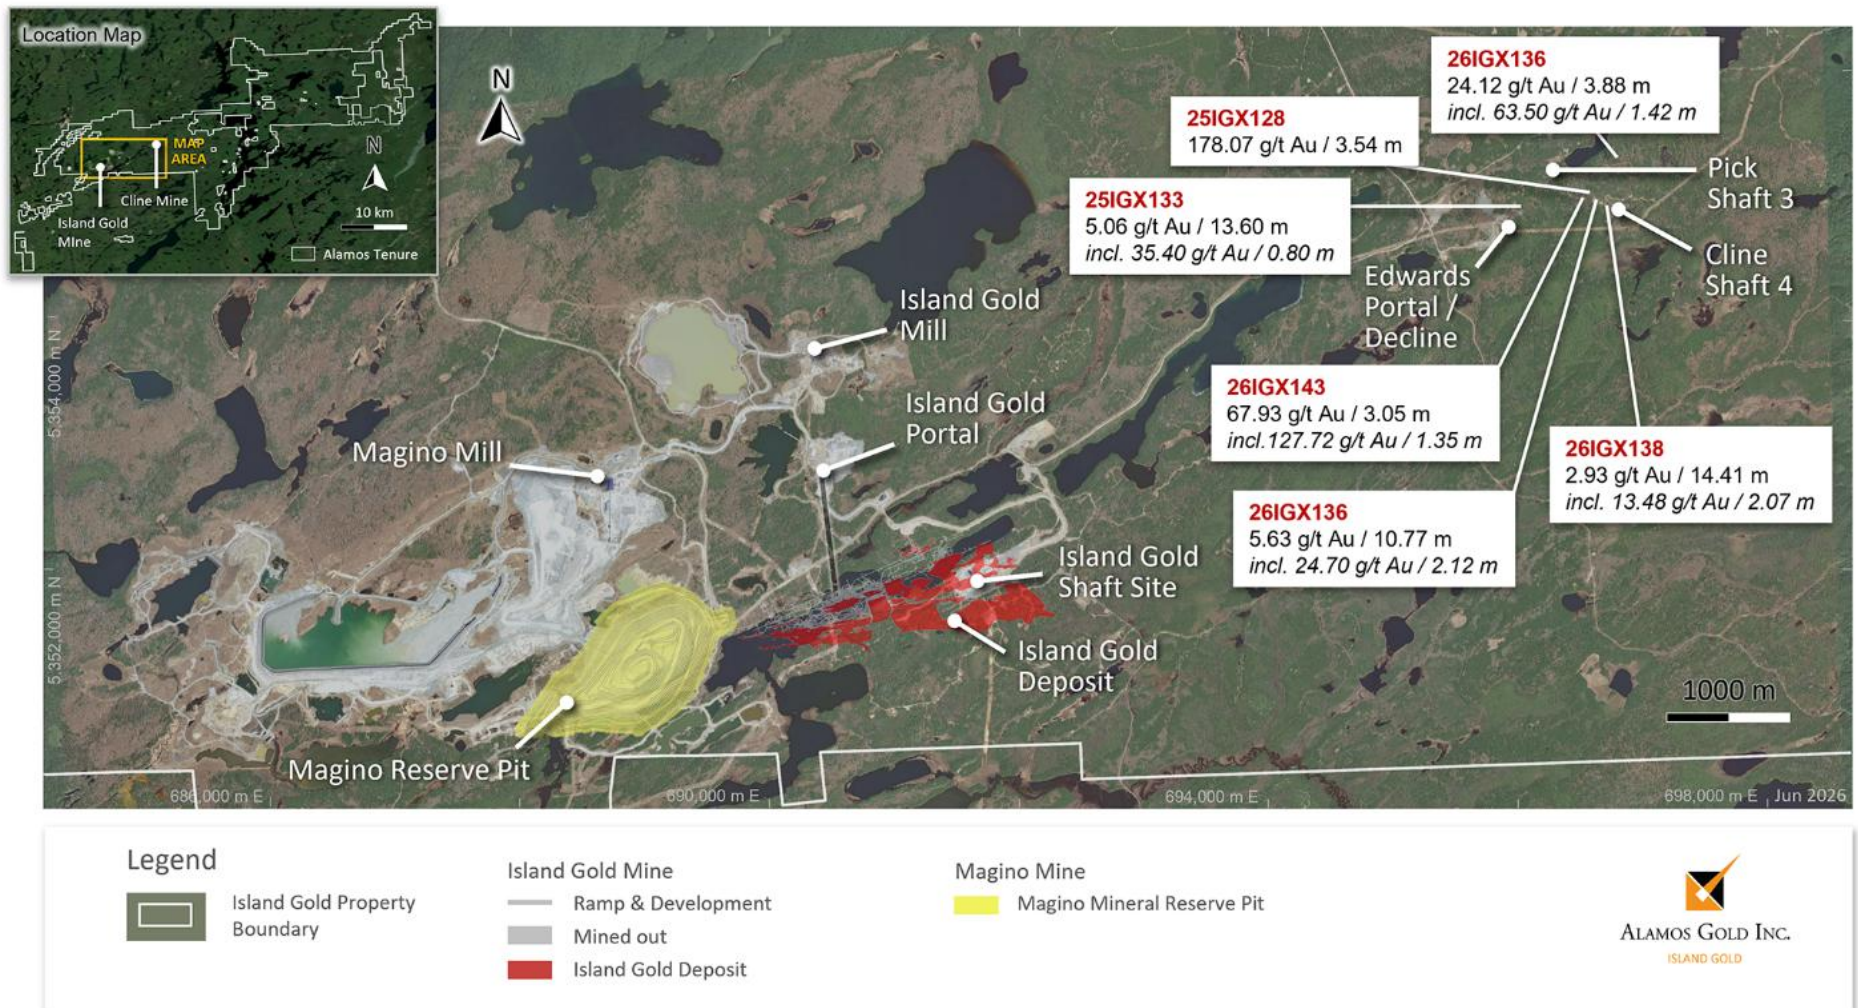 Location Map
N
MAP
AREA
Cline Mine
Island Gold
MIne
10 km
Alamos Tenure
N
26IGX136
24.12 g/t Au / 3.88 m
incl. 63.50 g/t Au / 1.42 m
25IGX128
178.07 g/t Au / 3.54 m
25IGX133
5.06 g/t Au / 13.60 m
incl. 35.40 g/t Au / 0.80 m
Pick
Shaft 3
Cline
Shaft 4
Edwards
Portal /
Decline
Island Gold
Mill
Island Gold
Portal
Magino Mill
26IGX143
67.93 g/t Au / 3.05 m
incl.127.72 g/t Au / 1.35 m
26IGX138
2.93 g/t Au / 14.41 m
incl. 13.48 g/t Au / 2.07 m
26IGX136
5.63 g/t Au / 10.77 m
incl. 24.70 g/t Au / 2.12 m
Island Gold
Shaft Site
Island Gold
Deposit
Magino Reserve Pit
1000 m
5,354,000 m N
5,352,000 m N
686,000 m E
690,000 m E
694,000 m E
698,000 m E
Jun 2026
Legend
Island Gold Property
Boundary
Island Gold Mine
Ramp & Development
Mined out
Island Gold Deposit
Magino Mine
Magino Mineral Reserve Pit
ALAMOS GOLD INC.
ISLAND GOLD